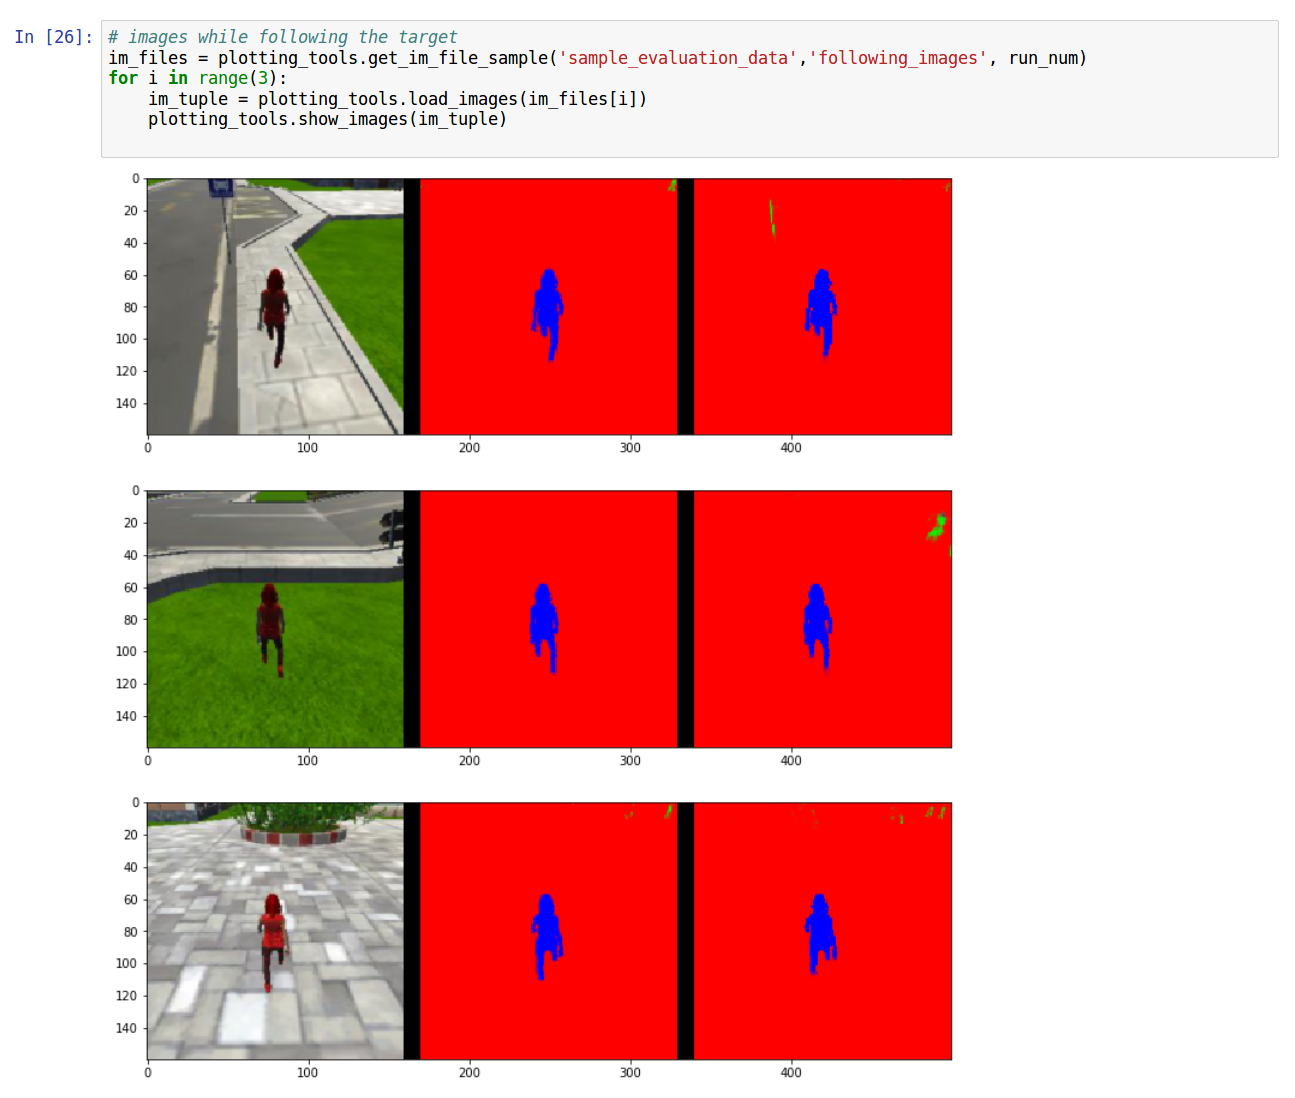 In [26]:
# images while following the target
im_files = plotting_tools.get_im_file_sample('sample_evaluation_data','following_images', run_num)
for i in range(3):
    im_tuple = plotting_tools.load_images(im_files[i])
    plotting_tools.show_images(im_tuple)
0
20
40
60
80
100
120
140
0 100 200 300 400
0
20
40
60
80
100
120
140
0 100 200 300 400
0
20
40
60
80
100
120
140
0 100 200 300 400